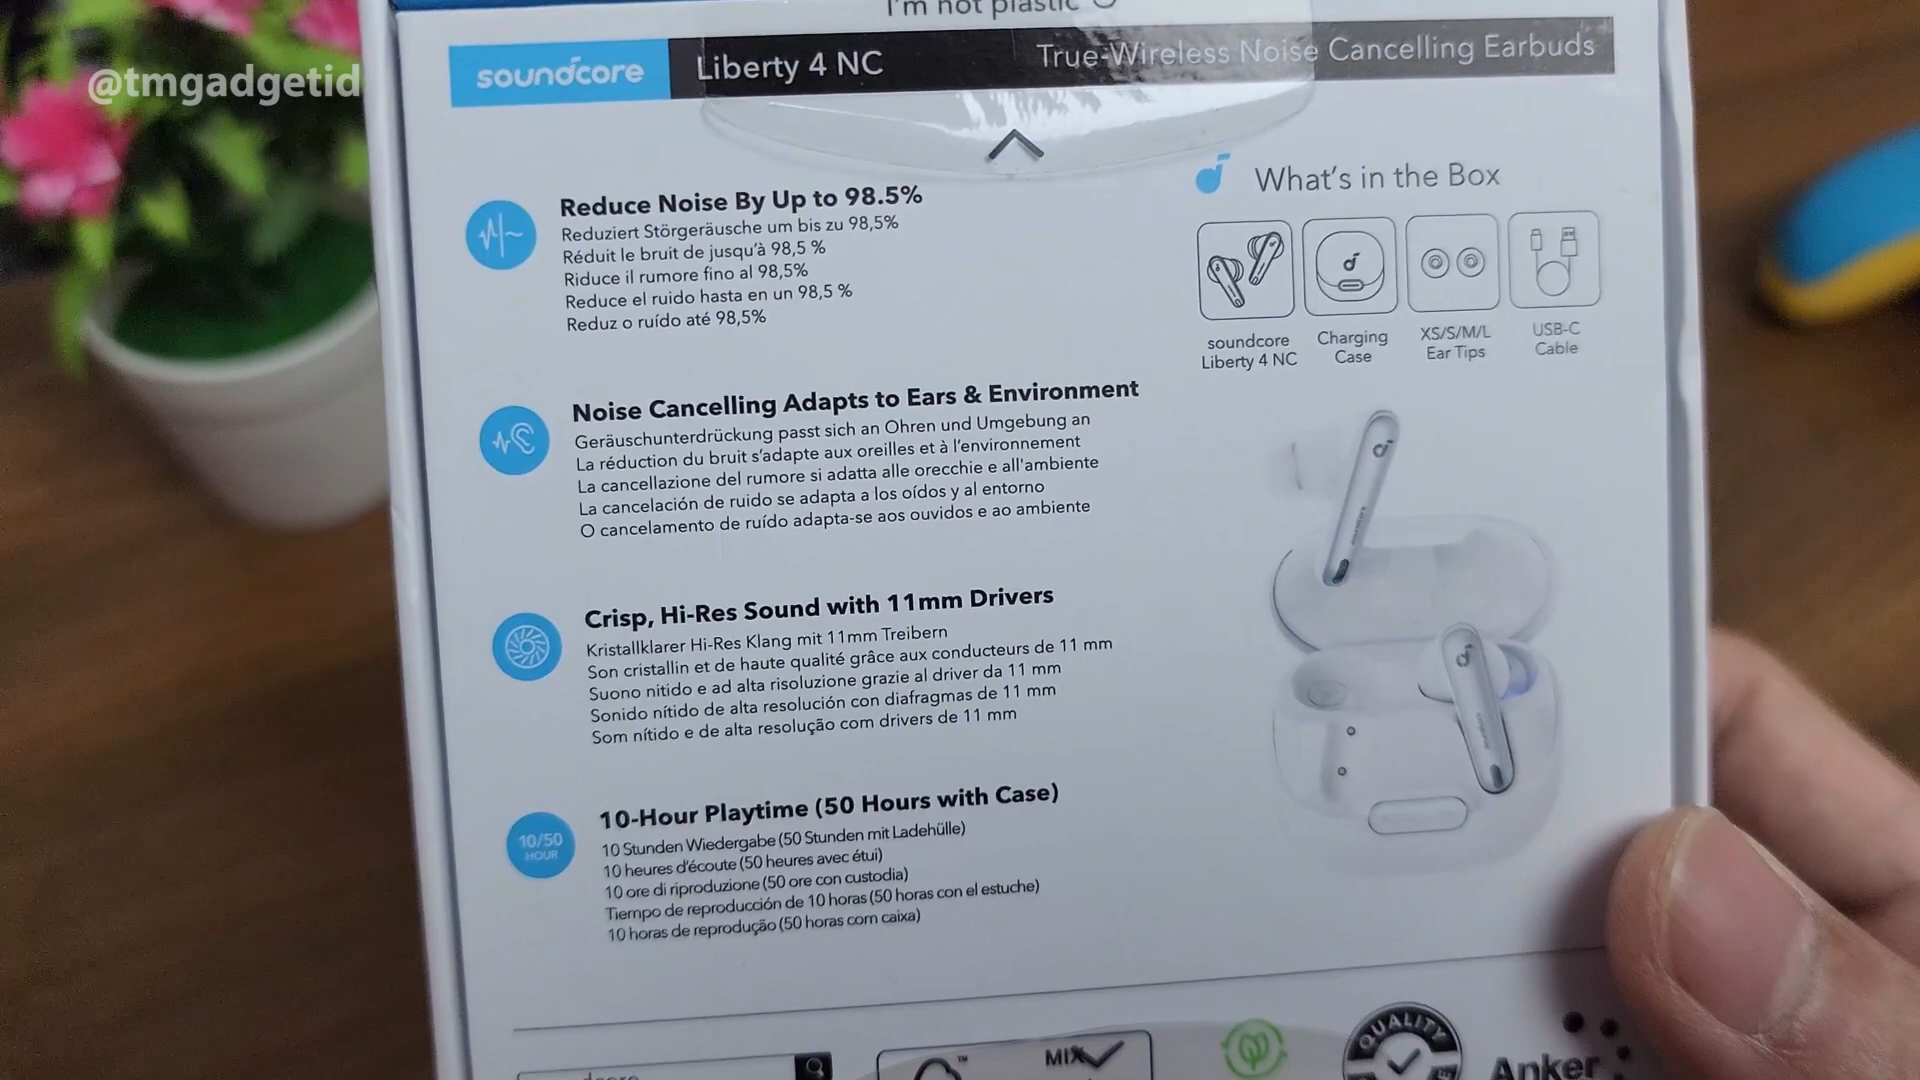 I'm not plastic
@tmgadgetid
soundcore Liberty 4 NC True-Wireless Noise Cancelling Earbuds
Reduce Noise By Up to 98.5%
Reduziert Störgeräusche um bis zu 98,5%
Réduit le bruit de jusqu'à 98,5 %
Riduce il rumore fino al 98,5%
Reduce el ruido hasta en un 98,5 %
Reduz o ruído até 98,5%
What's in the Box
soundcore
Liberty 4 NC
Charging
Case
XS/S/M/L
Ear Tips
USB-C
Cable
Noise Cancelling Adapts to Ears & Environment
Geräuschunterdrückung passt sich an Ohren und Umgebung an
La réduction du bruit s'adapte aux oreilles et à l'environnement
La cancellazione del rumore si adatta alle orecchie e all'ambiente
La cancelación de ruido se adapta a los oídos y al entorno
O cancelamento de ruído adapta-se aos ouvidos e ao ambiente
Crisp, Hi-Res Sound with 11mm Drivers
Kristallklarer Hi-Res Klang mit 11mm Treibern
Son cristallin et de haute qualité grâce aux conducteurs de 11 mm
Suono nitido e ad alta risoluzione grazie al driver da 11 mm
Sonido nítido de alta resolución con diafragmas de 11 mm
Som nítido e de alta resolução com drivers de 11 mm
10/50
HOUR
10-Hour Playtime (50 Hours with Case)
10 Stunden Wiedergabe (50 Stunden mit Ladehülle)
10 heures d'écoute (50 heures avec étui)
10 ore di riproduzione (50 ore con custodia)
Tiempo de reproducción de 10 horas (50 horas con el estuche)
10 horas de reprodução (50 horas com caixa)
TM
MIX
QUALITY
Anker